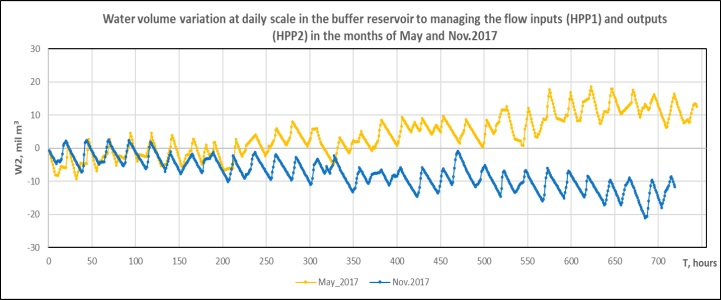 Water volume variation at daily scale in the buffer reservoir to managing the flow inputs (HPP1) and outputs
(HPP2) in the months of May and Nov.2017
30
20
10
0
-10
-20
-30
W2, mil m³
0 50 100 150 200 250 300 350 400 450 500 550 600 650 700 T, hours
May_2017 Nov.2017